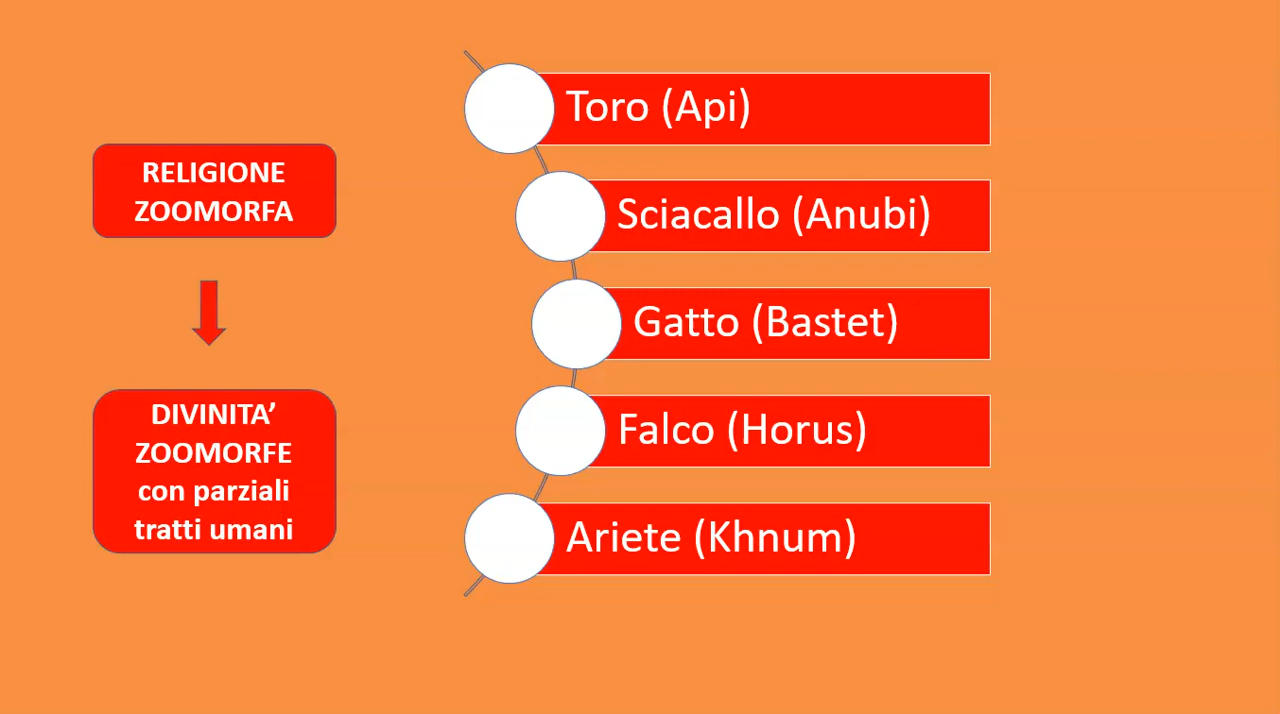 RELIGIONE
ZOOMORFA
DIVINITA’
ZOOMORFE
con parziali
tratti umani
Toro (Api)
Sciacallo (Anubi)
Gatto (Bastet)
Falco (Horus)
Ariete (Khnum)